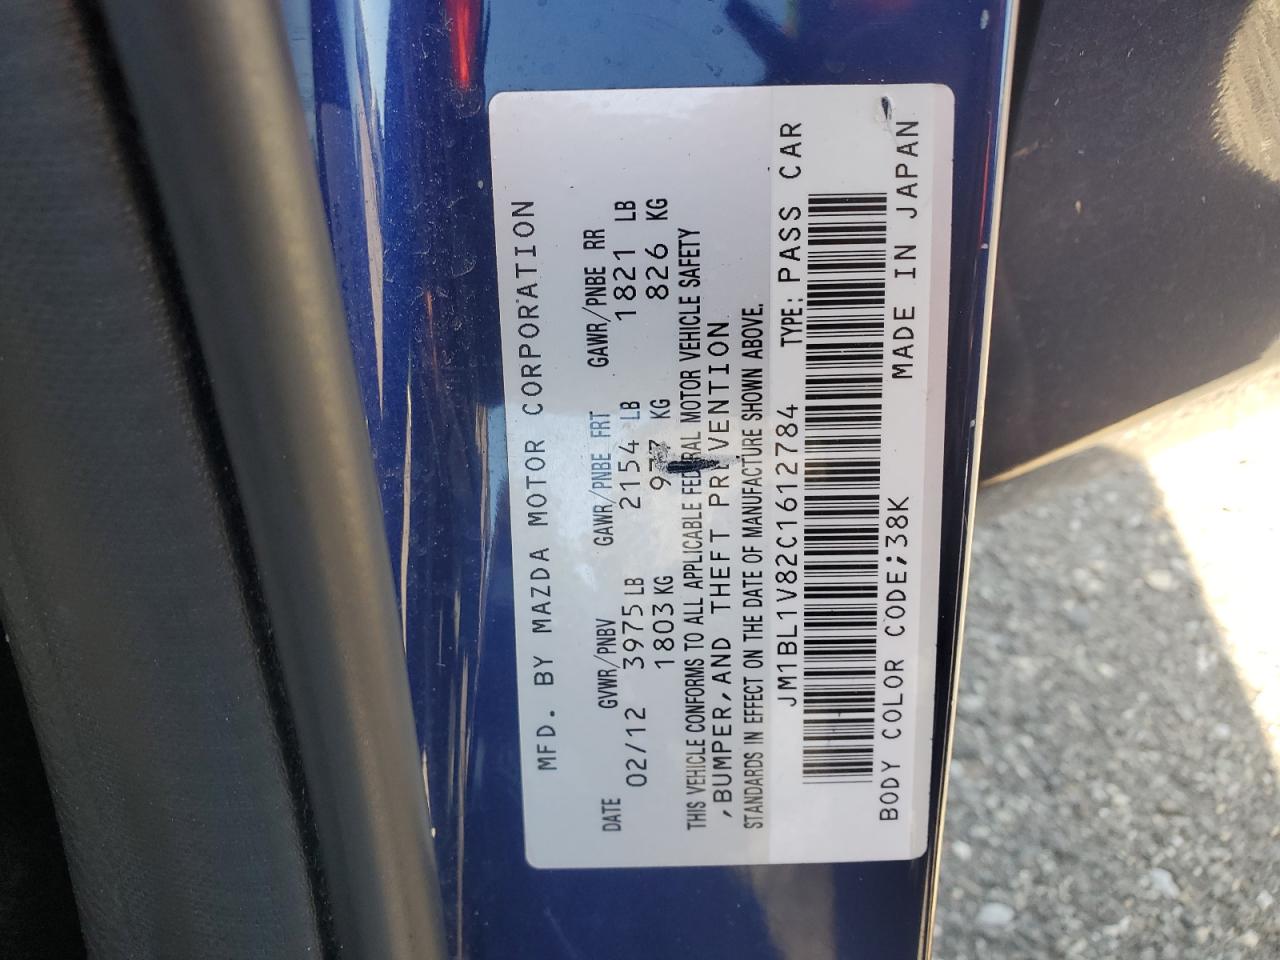 MFD. BY MAZDA MOTOR CORPORATION
DATE GVWR/PNBV GAWR/PNBE FRT GAWR/PNBE RR
02/12 3975 LB 2154 LB 1821 LB
1803 KG 977 KG 826 KG
THIS VEHICLE CONFORMS TO ALL APPLICABLE FEDERAL MOTOR VEHICLE SAFETY
,BUMPER,AND THEFT PREVENTION
STANDARDS IN EFFECT ON THE DATE OF MANUFACTURE SHOWN ABOVE.
JM1BL1V82C1612784 TYPE: PASS CAR
BODY COLOR CODE;38K MADE IN JAPAN